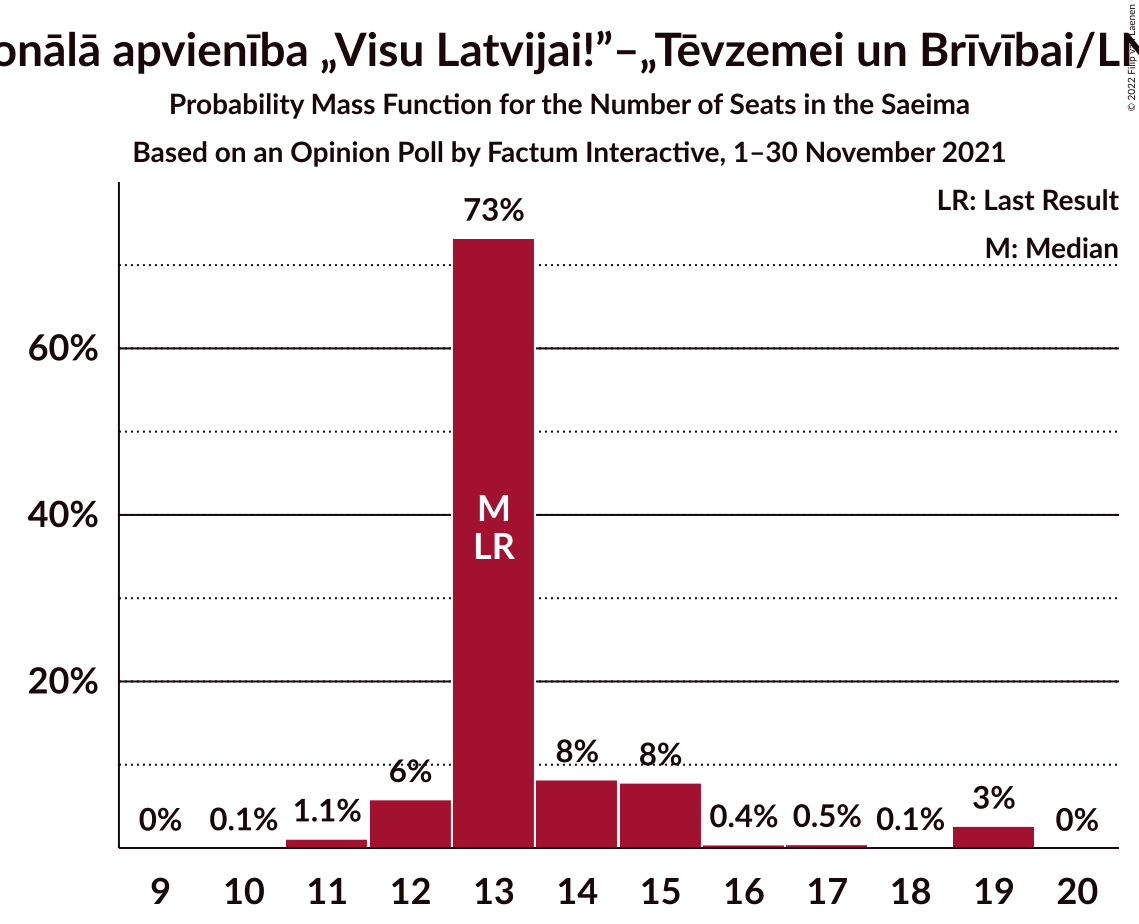 onālā apvienība „Visu Latvijai!”–„Tēvzemei un Brīvībai/LN
Probability Mass Function for the Number of Seats in the Saeima
Based on an Opinion Poll by Factum Interactive, 1–30 November 2021
© 2022 Filip Laenen
LR: Last Result
M: Median
60%
40%
20%
0%
0.1%
1.1%
6%
73%
M
LR
8%
8%
0.4%
0.5%
0.1%
3%
0%
9 10 11 12 13 14 15 16 17 18 19 20